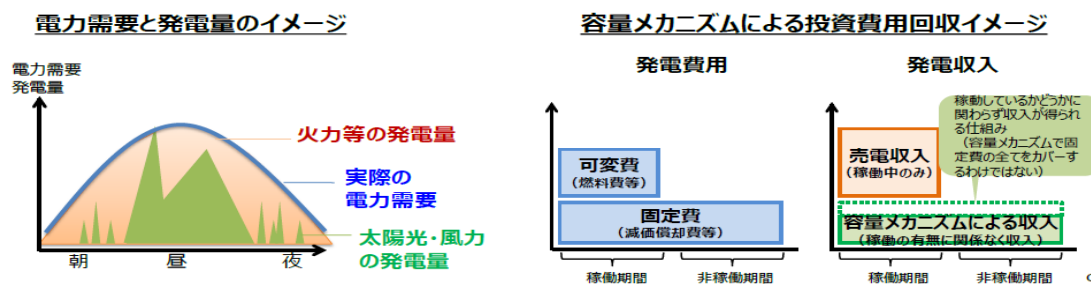 電力需要と発電量のイメージ
電力需要
発電量
火力等の発電量
実際の
電力需要
太陽光・風力
の発電量
朝
昼
夜
容量メカニズムによる投資費用回収イメージ
発電費用
可変費
(燃料費等)
固定費
(減価償却費等)
稼働期間
非稼働期間
発電収入
稼働しているかどうかに
関わらず収入が得られ
る仕組み
(容量メカニズムで固
定費の全てをカバーす
るわけではない)
売電収入
(稼働中のみ)
容量メカニズムによる収入
(稼働の有無に関係なく収入)
稼働期間
非稼働期間